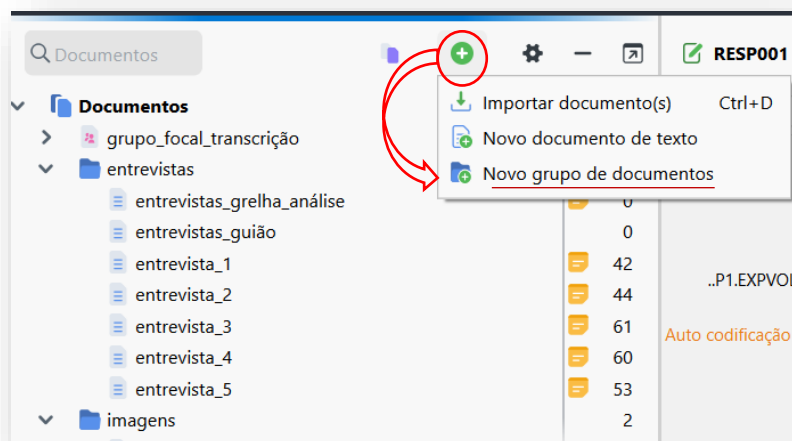 Documentos
RESP001
Documentos
Importar documento(s) Ctrl+D
grupo_focal_transcrição
Novo documento de texto
entrevistas
Novo grupo de documentos
entrevistas_grelha_análise 0
entrevistas_guião 0
entrevista_1 42
..P1.EXPVOL
entrevista_2 44
entrevista_3 61
Auto codificação
entrevista_4 60
entrevista_5 53
imagens 2